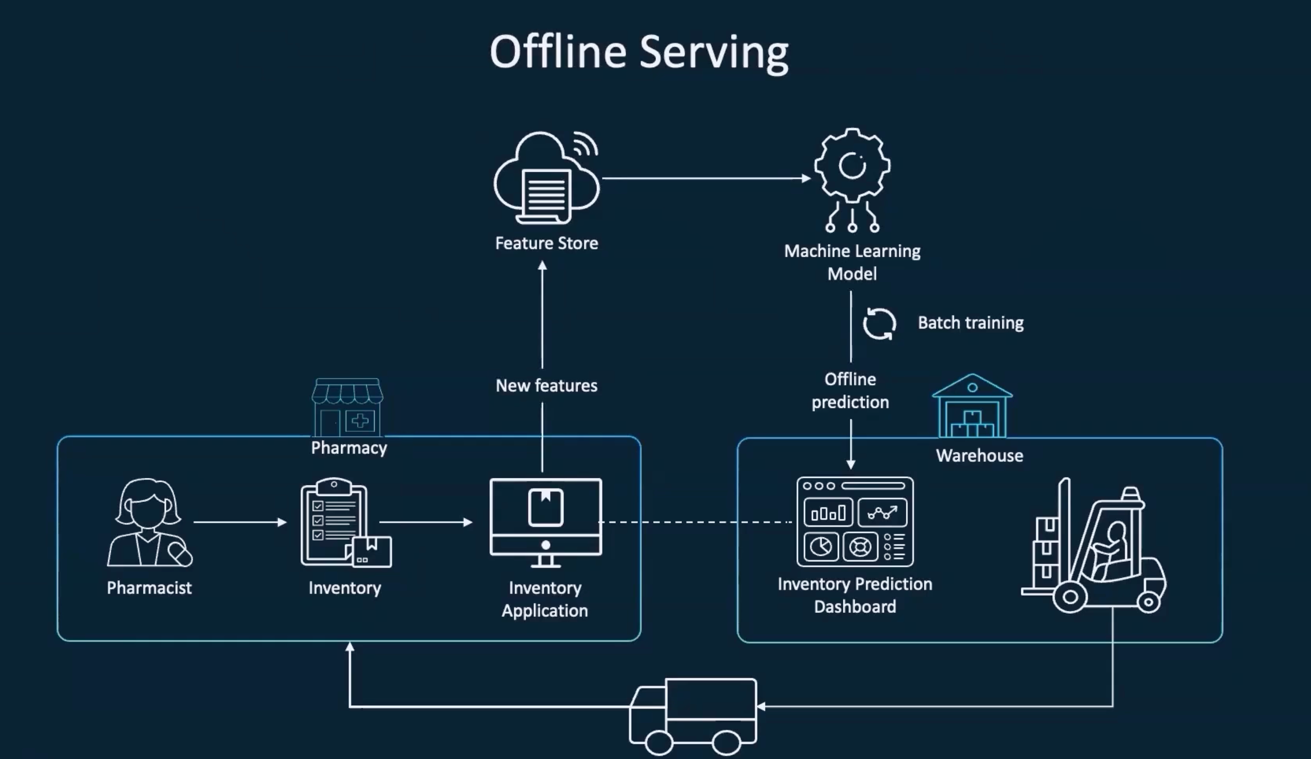 Offline Serving
Feature Store
Machine Learning
Model
Batch training
New features
Offline
prediction
Pharmacy
Warehouse
Pharmacist
Inventory
Inventory
Application
Inventory Prediction
Dashboard